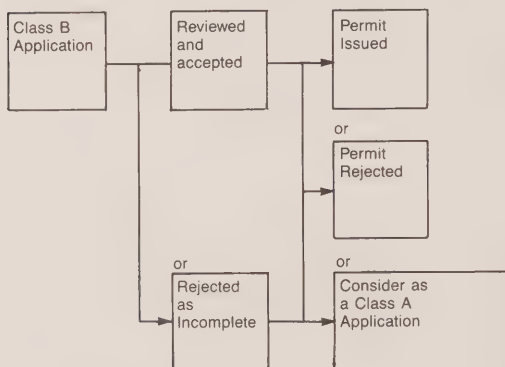 Class B
Application
Reviewed
and
accepted
Permit
Issued
or
Permit
Rejected
or
Rejected
as
Incomplete
or
Consider as
a Class A
Application